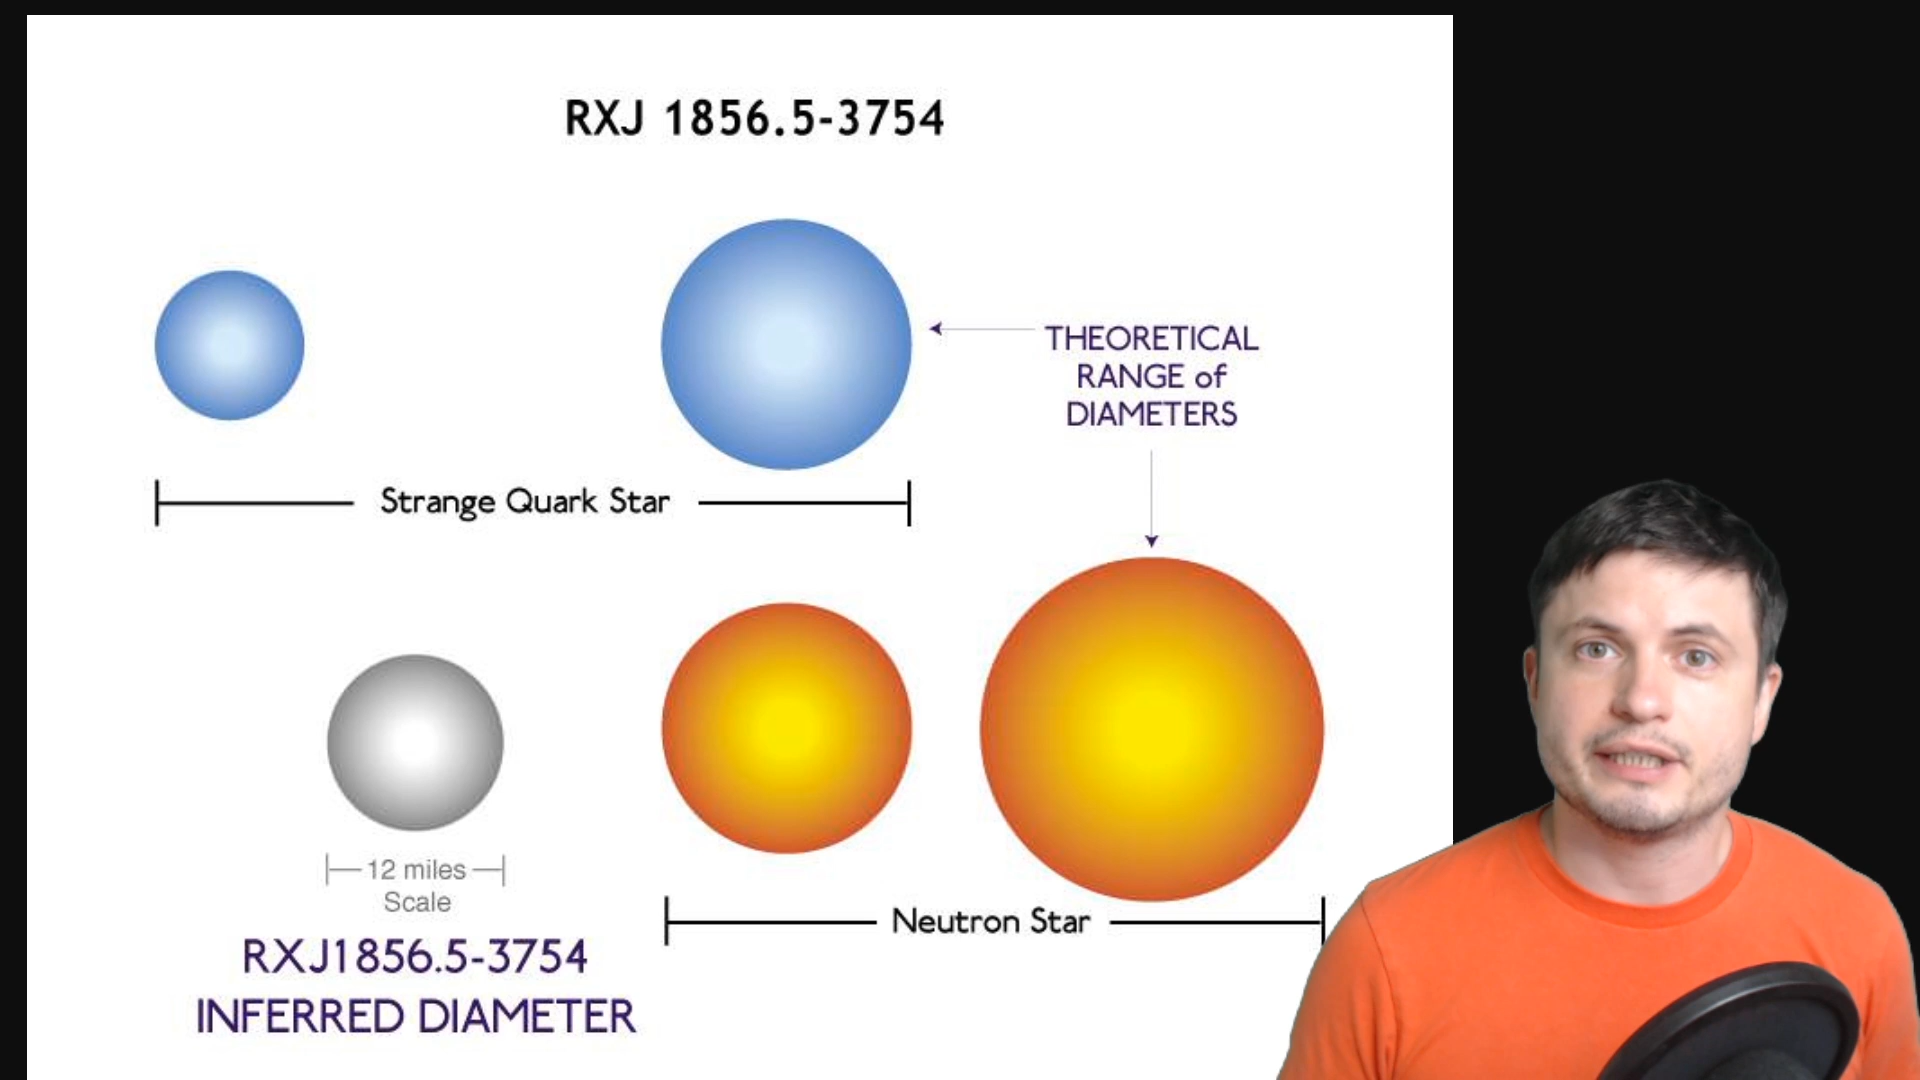 RXJ 1856.5-3754
THEORETICAL
RANGE of
DIAMETERS
Strange Quark Star
12 miles
Scale
Neutron Star
RXJ1856.5-3754
INFERRED DIAMETER